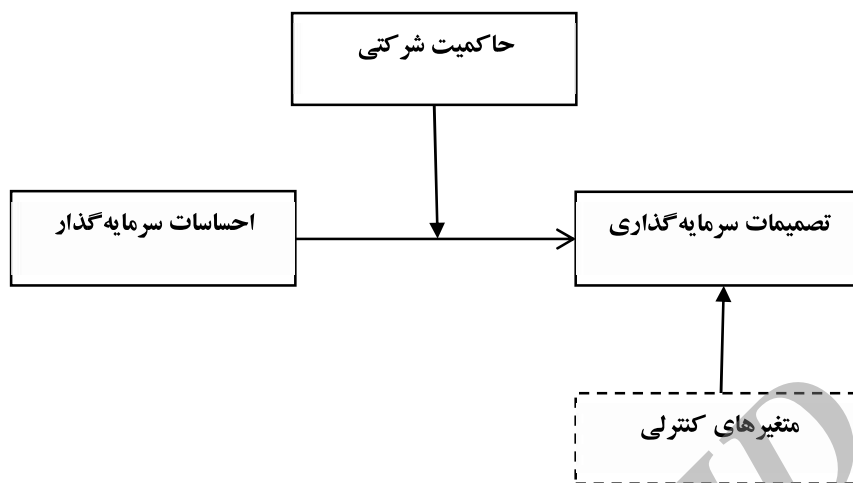 حاکمیت شرکتی
تصمیمات سرمایه‌گذاری
احساسات سرمایه‌گذار
متغیرهای کنترلی